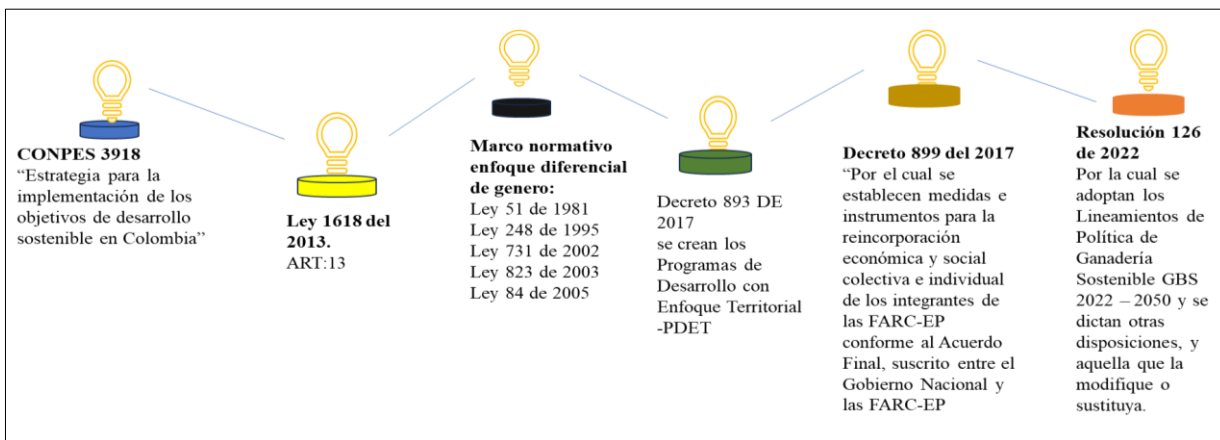 CONPES 3918
“Estrategia para la
implementación de los
objetivos de desarrollo
sostenible en Colombia”
Ley 1618 del
2013.
ART:13
Marco normativo
enfoque diferencial
de genero:
Ley 51 de 1981
Ley 248 de 1995
Ley 731 de 2002
Ley 823 de 2003
Ley 84 de 2005
Decreto 893 DE
2017
se crean los
Programas de
Desarrollo con
Enfoque Territorial
-PDET
Decreto 899 del 2017
“Por el cual se
establecen medidas e
instrumentos para la
reincorporación
económica y social
colectiva e individual
de los integrantes de
las FARC-EP
conforme al Acuerdo
Final, suscrito entre el
Gobierno Nacional y
las FARC-EP
Resolución 126
de 2022
Por la cual se
adoptan los
Lineamientos de
Política de
Ganadería
Sostenible GBS
2022 – 2050 y se
dictan otras
disposiciones, y
aquella que la
modifique o
sustituya.